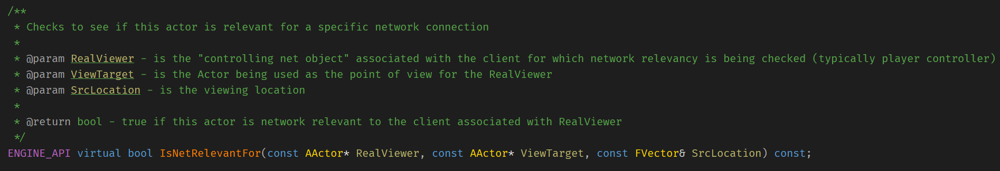 /**
 * Checks to see if this actor is relevant for a specific network connection
 *
 * @param RealViewer - is the "controlling net object" associated with the client for which network relevancy is being checked (typically player controller)
 * @param ViewTarget - is the Actor being used as the point of view for the RealViewer
 * @param SrcLocation - is the viewing location
 *
 * @return bool - true if this actor is network relevant to the client associated with RealViewer
 */
ENGINE_API virtual bool IsNetRelevantFor(const AActor* RealViewer, const AActor* ViewTarget, const FVector& SrcLocation) const;